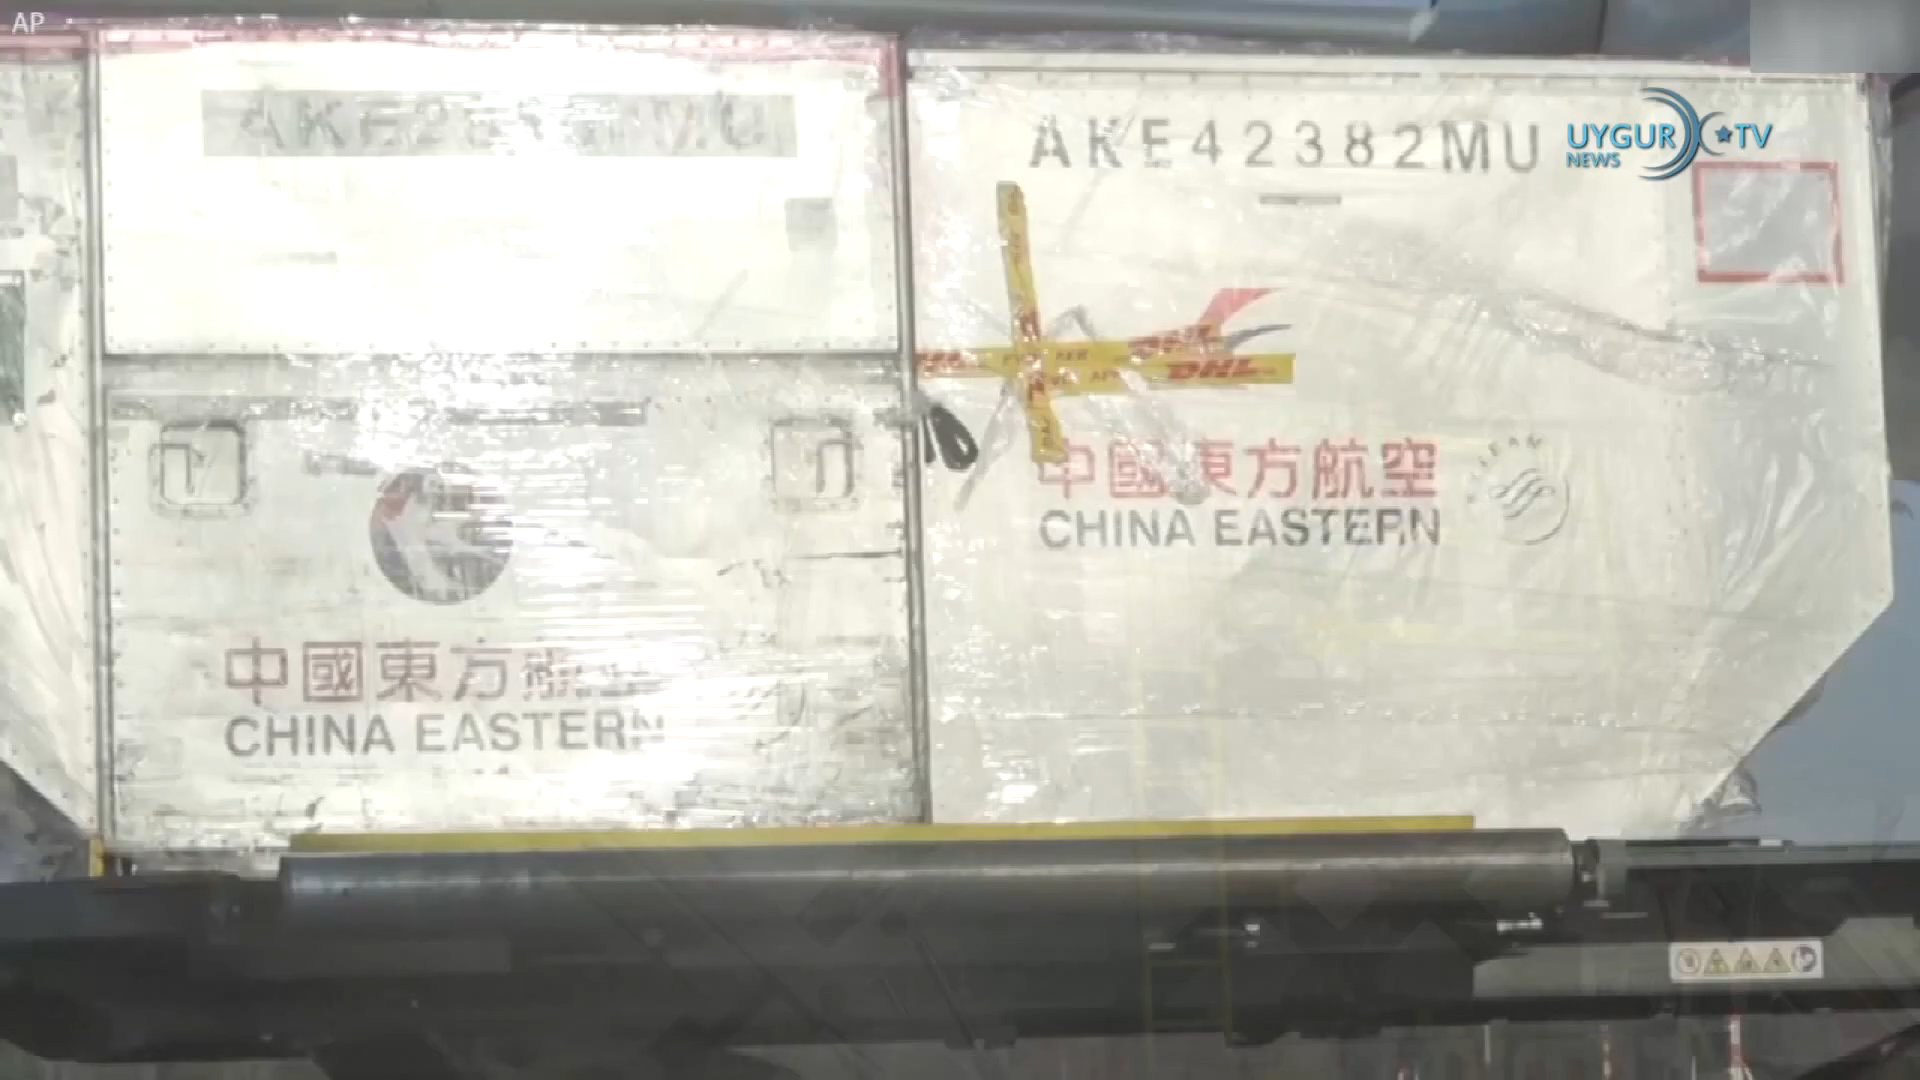 AP
AKE42382MU
UYGUR TV
NEWS
DHL
DHL
中國東方航空
CHINA EASTERN
中國東方航
CHINA EASTERN